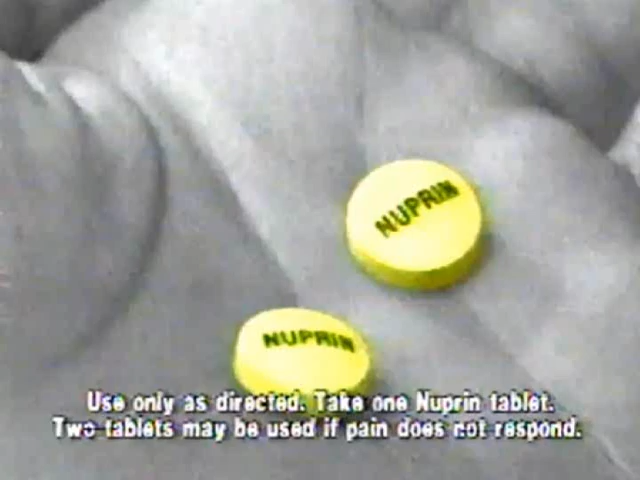 NUPRIN
NUPRIN
Use only as directed. Take one Nuprin tablet.
Two tablets may be used if pain does not respond.